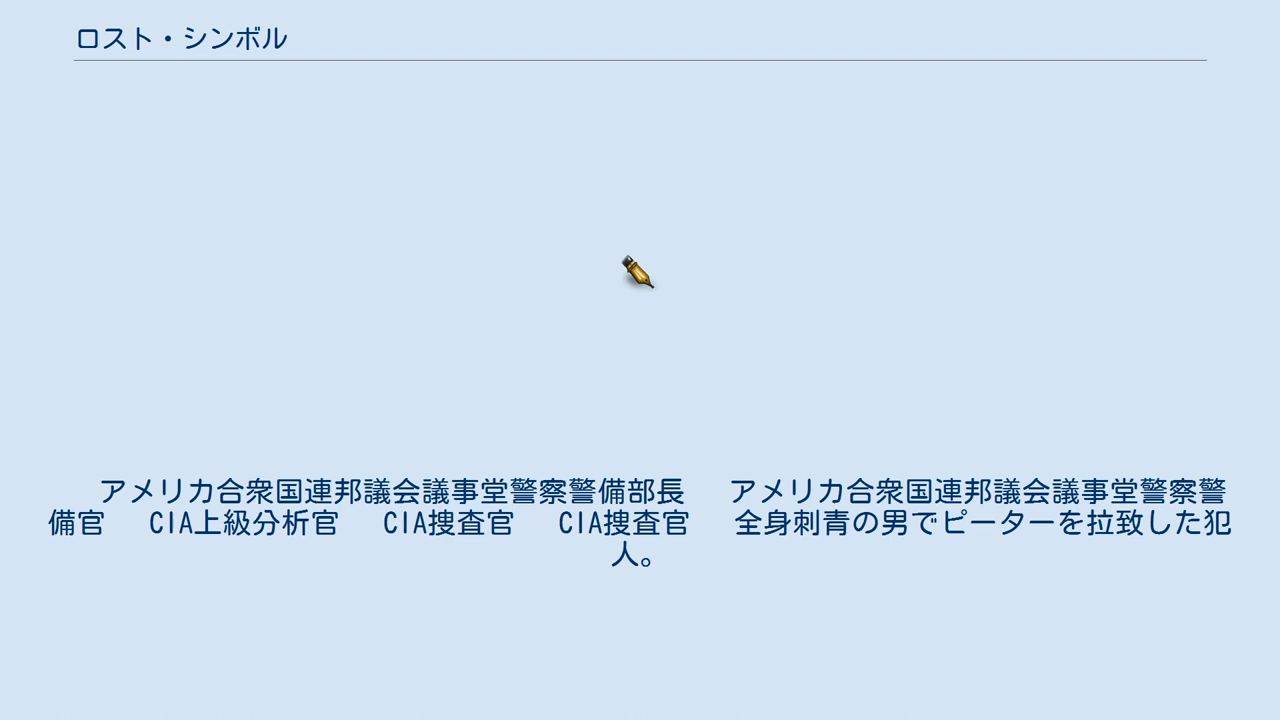 ロスト・シンボル
アメリカ合衆国連邦議会議事堂警察警備部長 アメリカ合衆国連邦議会議事堂警察警
備官 CIA上級分析官 CIA捜査官 CIA捜査官 全身刺青の男でピーターを拉致した犯
人。